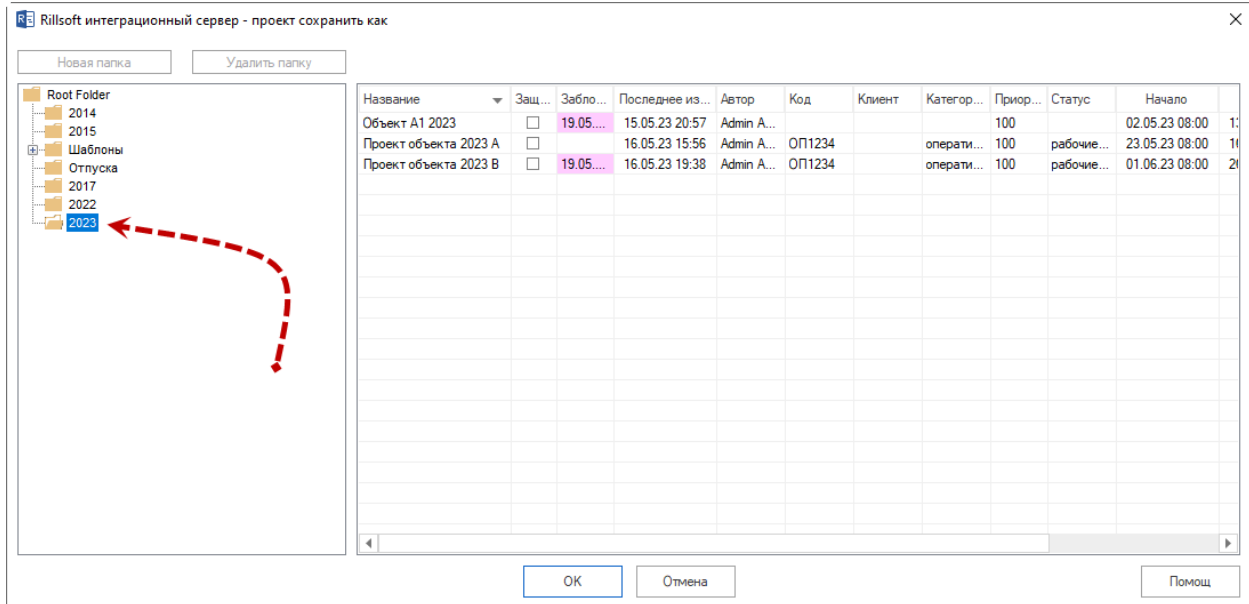 Rillsoft интеграционный сервер - проект сохранить как
Новая папка Удалить папку
Root Folder
2014
2015
Шаблоны
Отпуска
2017
2022
2023
Название Защ... Забло... Последнее из... Автор Код Клиент Категор... Приор... Статус Начало
Объект A1 2023 19.05.... 15.05.23 20:57 Admin A... 100 02.05.23 08:00
Проект объекта 2023 A 16.05.23 15:56 Admin A... ОП1234 операти... 100 рабочие... 23.05.23 08:00
Проект объекта 2023 B 19.05.... 16.05.23 19:38 Admin A... ОП1234 операти... 100 рабочие... 01.06.23 08:00
OK Отмена Помощ